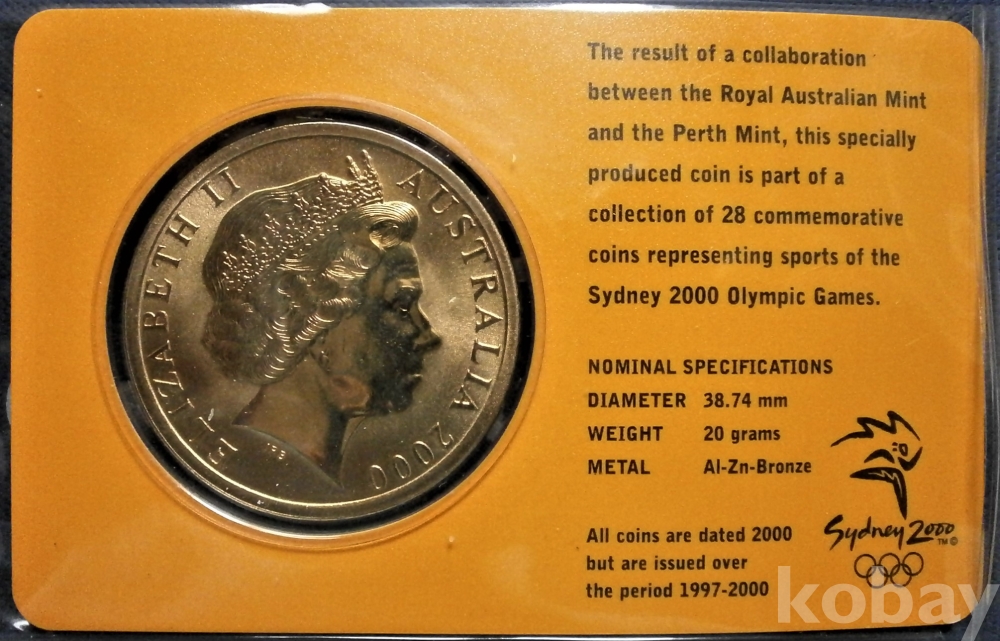 ELIZABETH II
AUSTRALIA 2000
IRB
The result of a collaboration
between the Royal Australian Mint
and the Perth Mint, this specially
produced coin is part of a
collection of 28 commemorative
coins representing sports of the
Sydney 2000 Olympic Games.
NOMINAL SPECIFICATIONS
DIAMETER 38.74 mm
WEIGHT 20 grams
METAL Al-Zn-Bronze
All coins are dated 2000
but are issued over
the period 1997-2000
Sydney 2000
TM ©
kobay